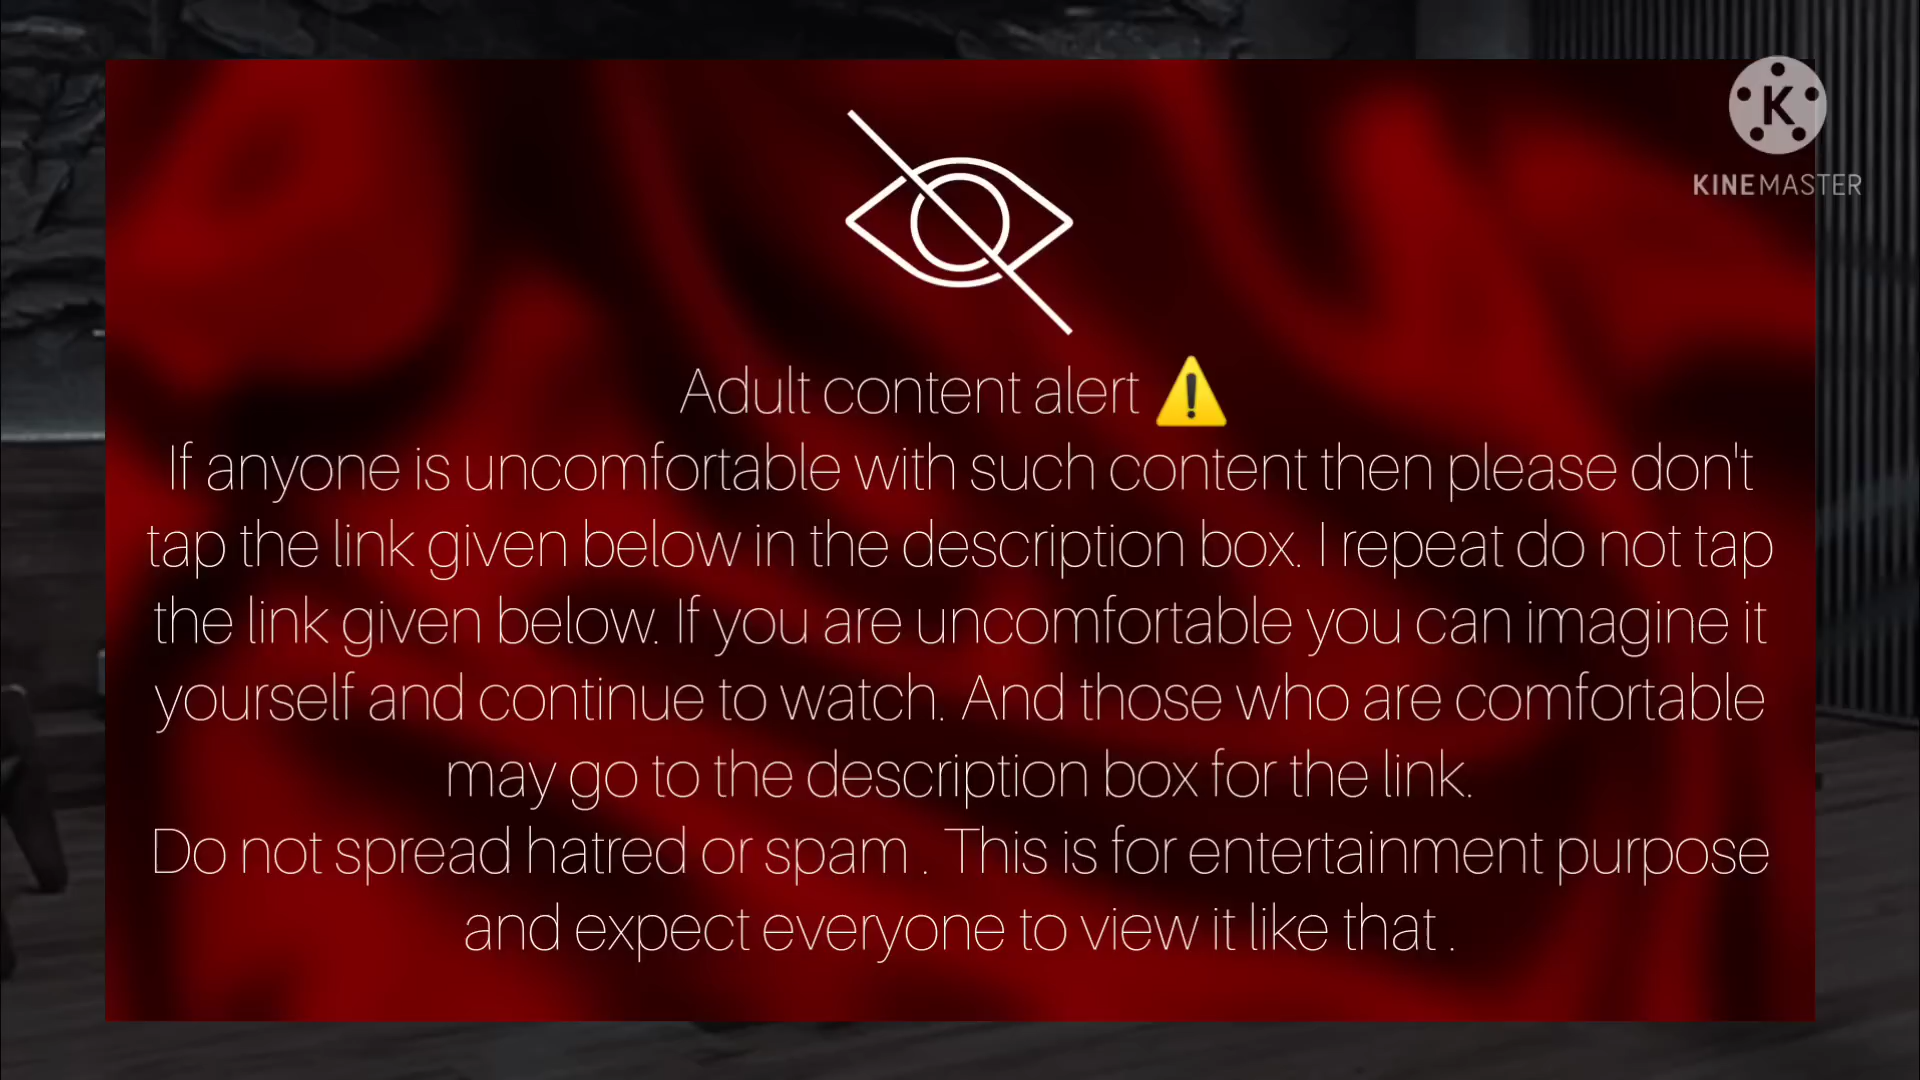 K
KINEMASTER
Adult content alert ⚠️
If anyone is uncomfortable with such content then please don't
tap the link given below in the description box. I repeat do not tap
the link given below. If you are uncomfortable you can imagine it
yourself and continue to watch. And those who are comfortable
may go to the description box for the link.
Do not spread hatred or spam . This is for entertainment purpose
and expect everyone to view it like that .